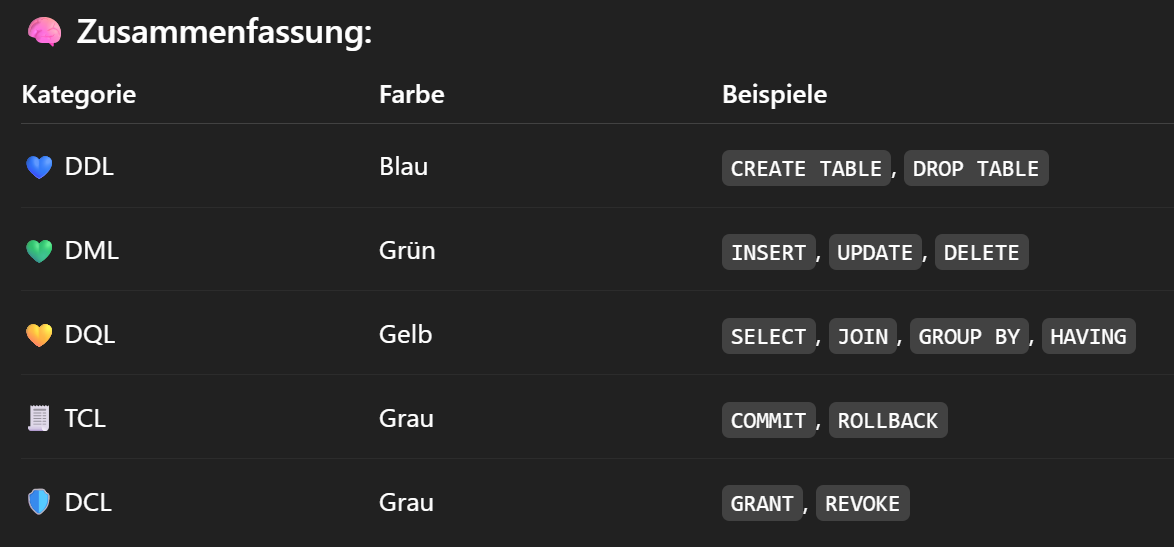 🧠 Zusammenfassung:
Kategorie Farbe Beispiele
💙 DDL Blau CREATE TABLE, DROP TABLE
💚 DML Grün INSERT, UPDATE, DELETE
💛 DQL Gelb SELECT, JOIN, GROUP BY, HAVING
🧾 TCL Grau COMMIT, ROLLBACK
🛡️ DCL Grau GRANT, REVOKE